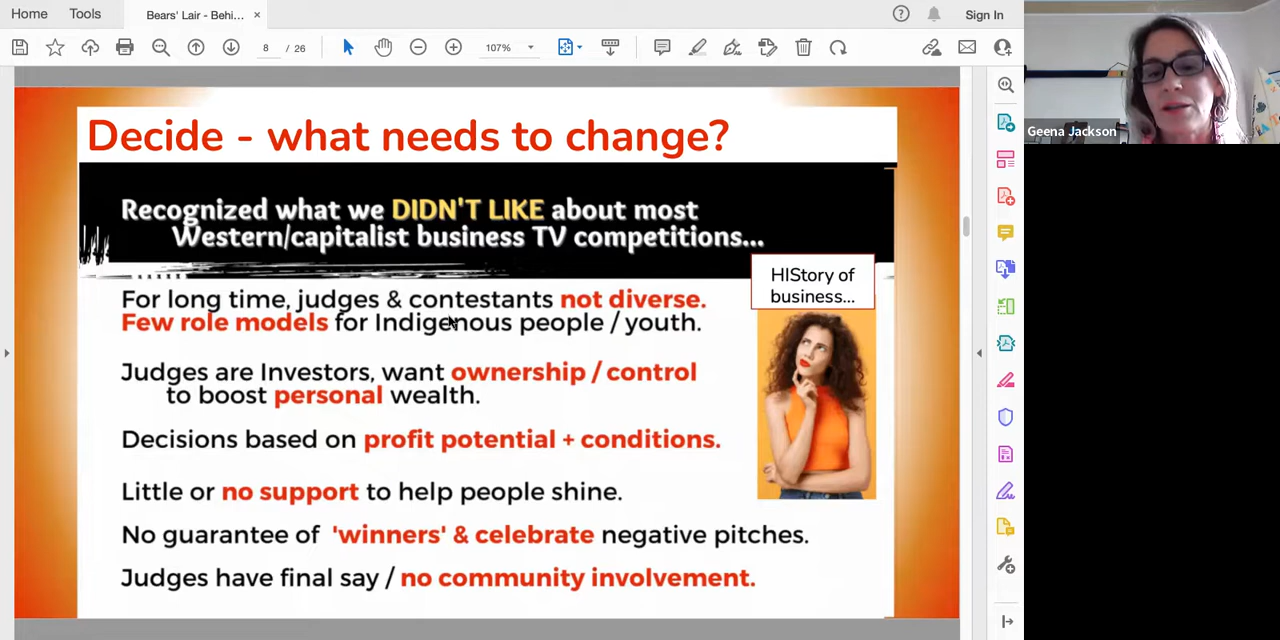 Home Tools Bears' Lair - Behi... × Sign In
8 / 26 107%
Geena Jackson
Decide - what needs to change?
Recognized what we DIDN'T LIKE about most
Western/capitalist business TV competitions...
HIStory of
business...
For long time, judges & contestants not diverse.
Few role models for Indigenous people / youth.
Judges are Investors, want ownership / control
to boost personal wealth.
Decisions based on profit potential + conditions.
Little or no support to help people shine.
No guarantee of 'winners' & celebrate negative pitches.
Judges have final say / no community involvement.